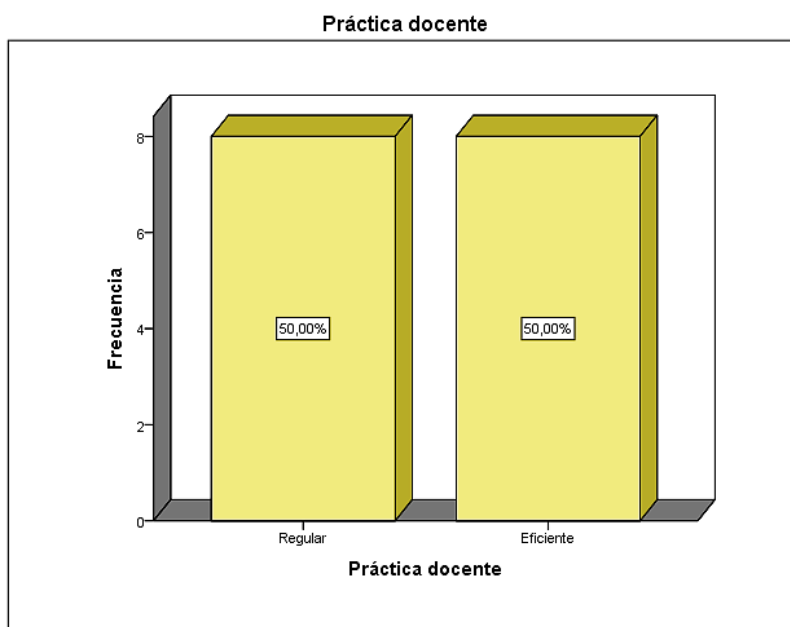 Práctica docente
8
6
4
2
0
Frecuencia
50,00%
50,00%
Regular
Eficiente
Práctica docente